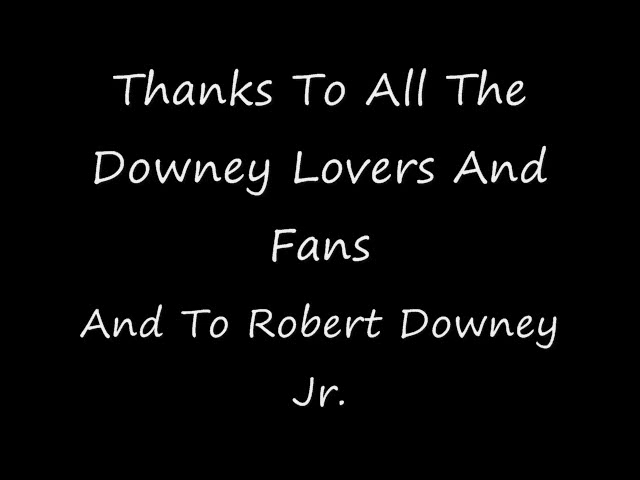 Thanks To All The
Downey Lovers And
Fans
And To Robert Downey
Jr.